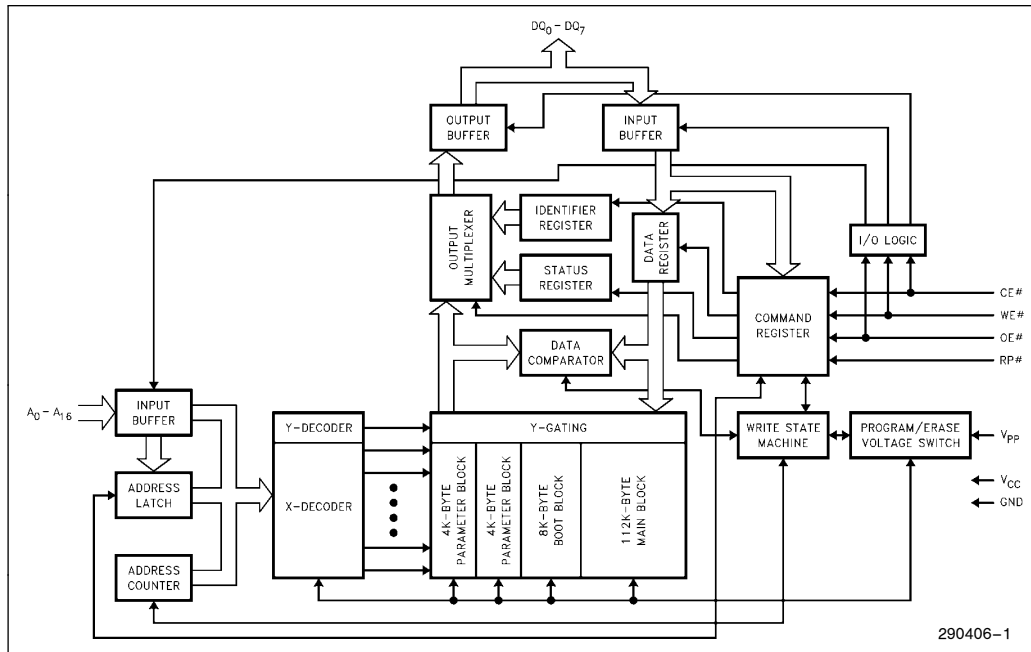 DQ0 – DQ7
OUTPUT
BUFFER
INPUT
BUFFER
OUTPUT
MULTIPLEXER
IDENTIFIER
REGISTER
STATUS
REGISTER
DATA
REGISTER
I/O LOGIC
COMMAND
REGISTER
CE#
WE#
OE#
RP#
DATA
COMPARATOR
A0 – A16
INPUT
BUFFER
ADDRESS
LATCH
ADDRESS
COUNTER
Y-DECODER
X-DECODER
Y-GATING
4K-BYTE
PARAMETER BLOCK
4K-BYTE
PARAMETER BLOCK
8K-BYTE
BOOT BLOCK
112K-BYTE
MAIN BLOCK
WRITE STATE
MACHINE
PROGRAM/ERASE
VOLTAGE SWITCH
VPP
VCC
GND
290406–1